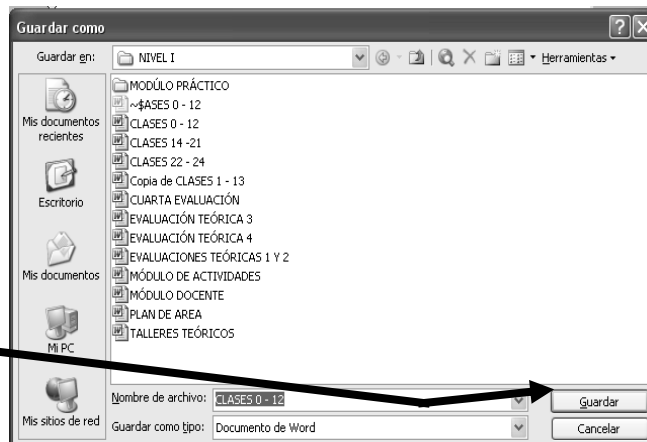 Guardar como
Guardar en:
NIVEL I
Herramientas
Mis documentos
recientes
Escritorio
Mis documentos
Mi PC
Mis sitios de red
MODÚLO PRÁCTICO
~$ASES 0 - 12
CLASES 0 - 12
CLASES 14 -21
CLASES 22 - 24
Copia de CLASES 1 - 13
CUARTA EVALUACIÓN
EVALUACIÓN TEÓRICA 3
EVALUACIÓN TEÓRICA 4
EVALUACIONES TEÓRICAS 1 Y 2
MÓDULO DE ACTIVIDADES
MÓDULO DOCENTE
PLAN DE AREA
TALLERES TEÓRICOS
Nombre de archivo:
CLASES 0 - 12
Guardar
Guardar como tipo:
Documento de Word
Cancelar